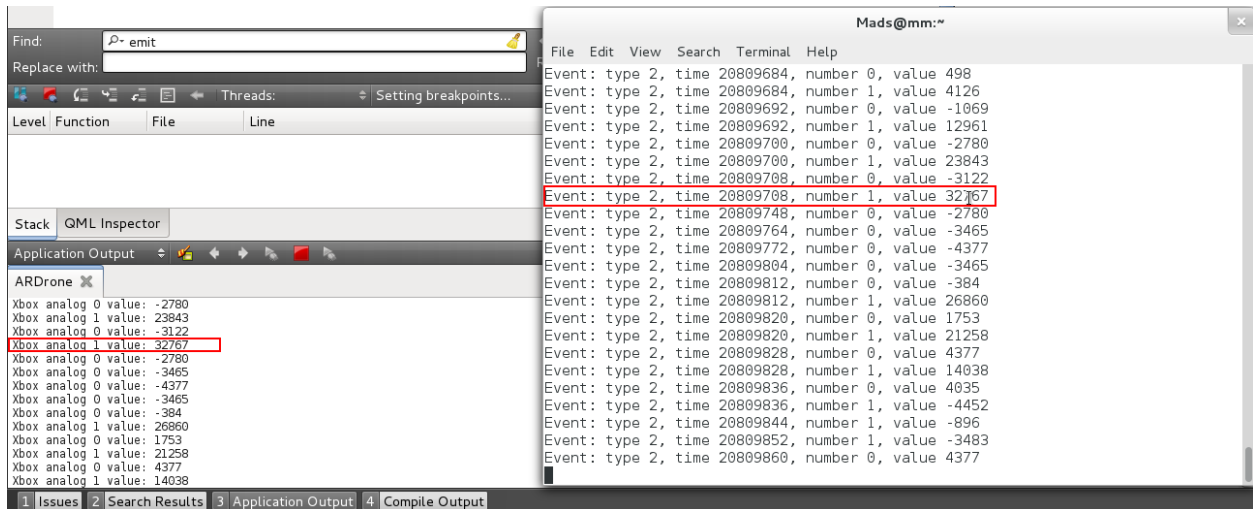 Find:
emit
Replace with:
Threads:
Setting breakpoints...
Level Function File Line
Stack QML Inspector
Application Output
ARDrone
Xbox analog 0 value: -2780
Xbox analog 1 value: 23843
Xbox analog 0 value: -3122
Xbox analog 1 value: 32767
Xbox analog 0 value: -2780
Xbox analog 0 value: -3465
Xbox analog 0 value: -4377
Xbox analog 0 value: -3465
Xbox analog 0 value: -384
Xbox analog 1 value: 26860
Xbox analog 0 value: 1753
Xbox analog 1 value: 21258
Xbox analog 0 value: 4377
Xbox analog 1 value: 14038
1 Issues 2 Search Results 3 Application Output 4 Compile Output
Mads@mm:~
File Edit View Search Terminal Help
Event: type 2, time 20809684, number 0, value 498
Event: type 2, time 20809684, number 1, value 4126
Event: type 2, time 20809692, number 0, value -1069
Event: type 2, time 20809692, number 1, value 12961
Event: type 2, time 20809700, number 0, value -2780
Event: type 2, time 20809700, number 1, value 23843
Event: type 2, time 20809708, number 0, value -3122
Event: type 2, time 20809708, number 1, value 32767
Event: type 2, time 20809748, number 0, value -2780
Event: type 2, time 20809764, number 0, value -3465
Event: type 2, time 20809772, number 0, value -4377
Event: type 2, time 20809804, number 0, value -3465
Event: type 2, time 20809812, number 0, value -384
Event: type 2, time 20809812, number 1, value 26860
Event: type 2, time 20809820, number 0, value 1753
Event: type 2, time 20809820, number 1, value 21258
Event: type 2, time 20809828, number 0, value 4377
Event: type 2, time 20809828, number 1, value 14038
Event: type 2, time 20809836, number 0, value 4035
Event: type 2, time 20809836, number 1, value -4452
Event: type 2, time 20809844, number 1, value -896
Event: type 2, time 20809852, number 1, value -3483
Event: type 2, time 20809860, number 0, value 4377